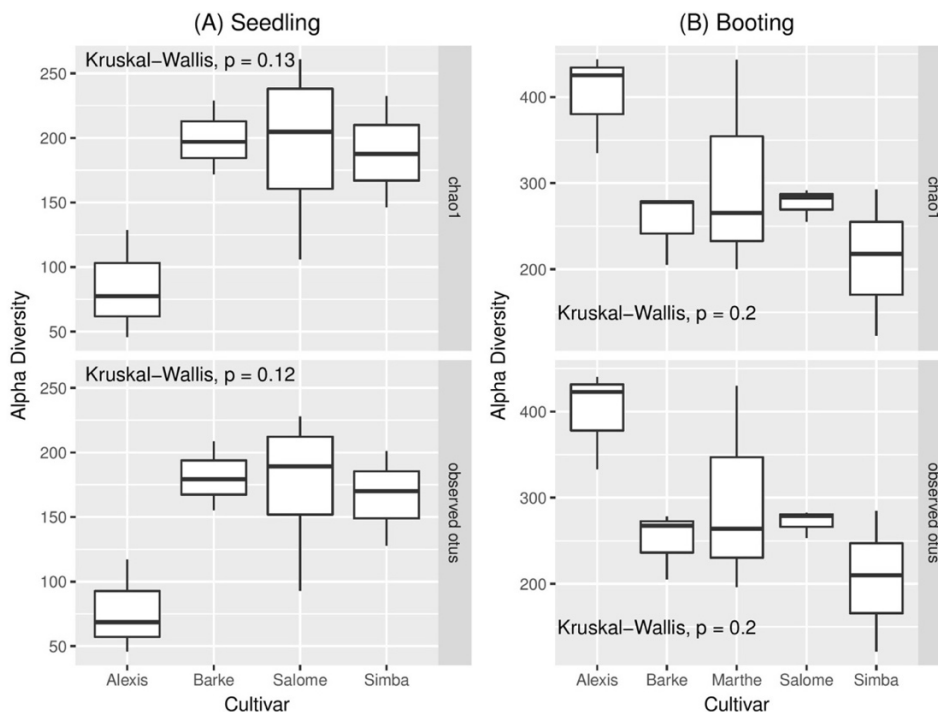 (A) Seedling
Kruskal−Wallis, p = 0.13
250
200
150
100
50
chao1
Kruskal−Wallis, p = 0.12
250
200
150
100
50
observed otus
Alpha Diversity
Alexis Barke Salome Simba
Cultivar
(B) Booting
400
300
200
Kruskal−Wallis, p = 0.2
chao1
400
300
200
Kruskal−Wallis, p = 0.2
observed otus
Alpha Diversity
Alexis Barke Marthe Salome Simba
Cultivar